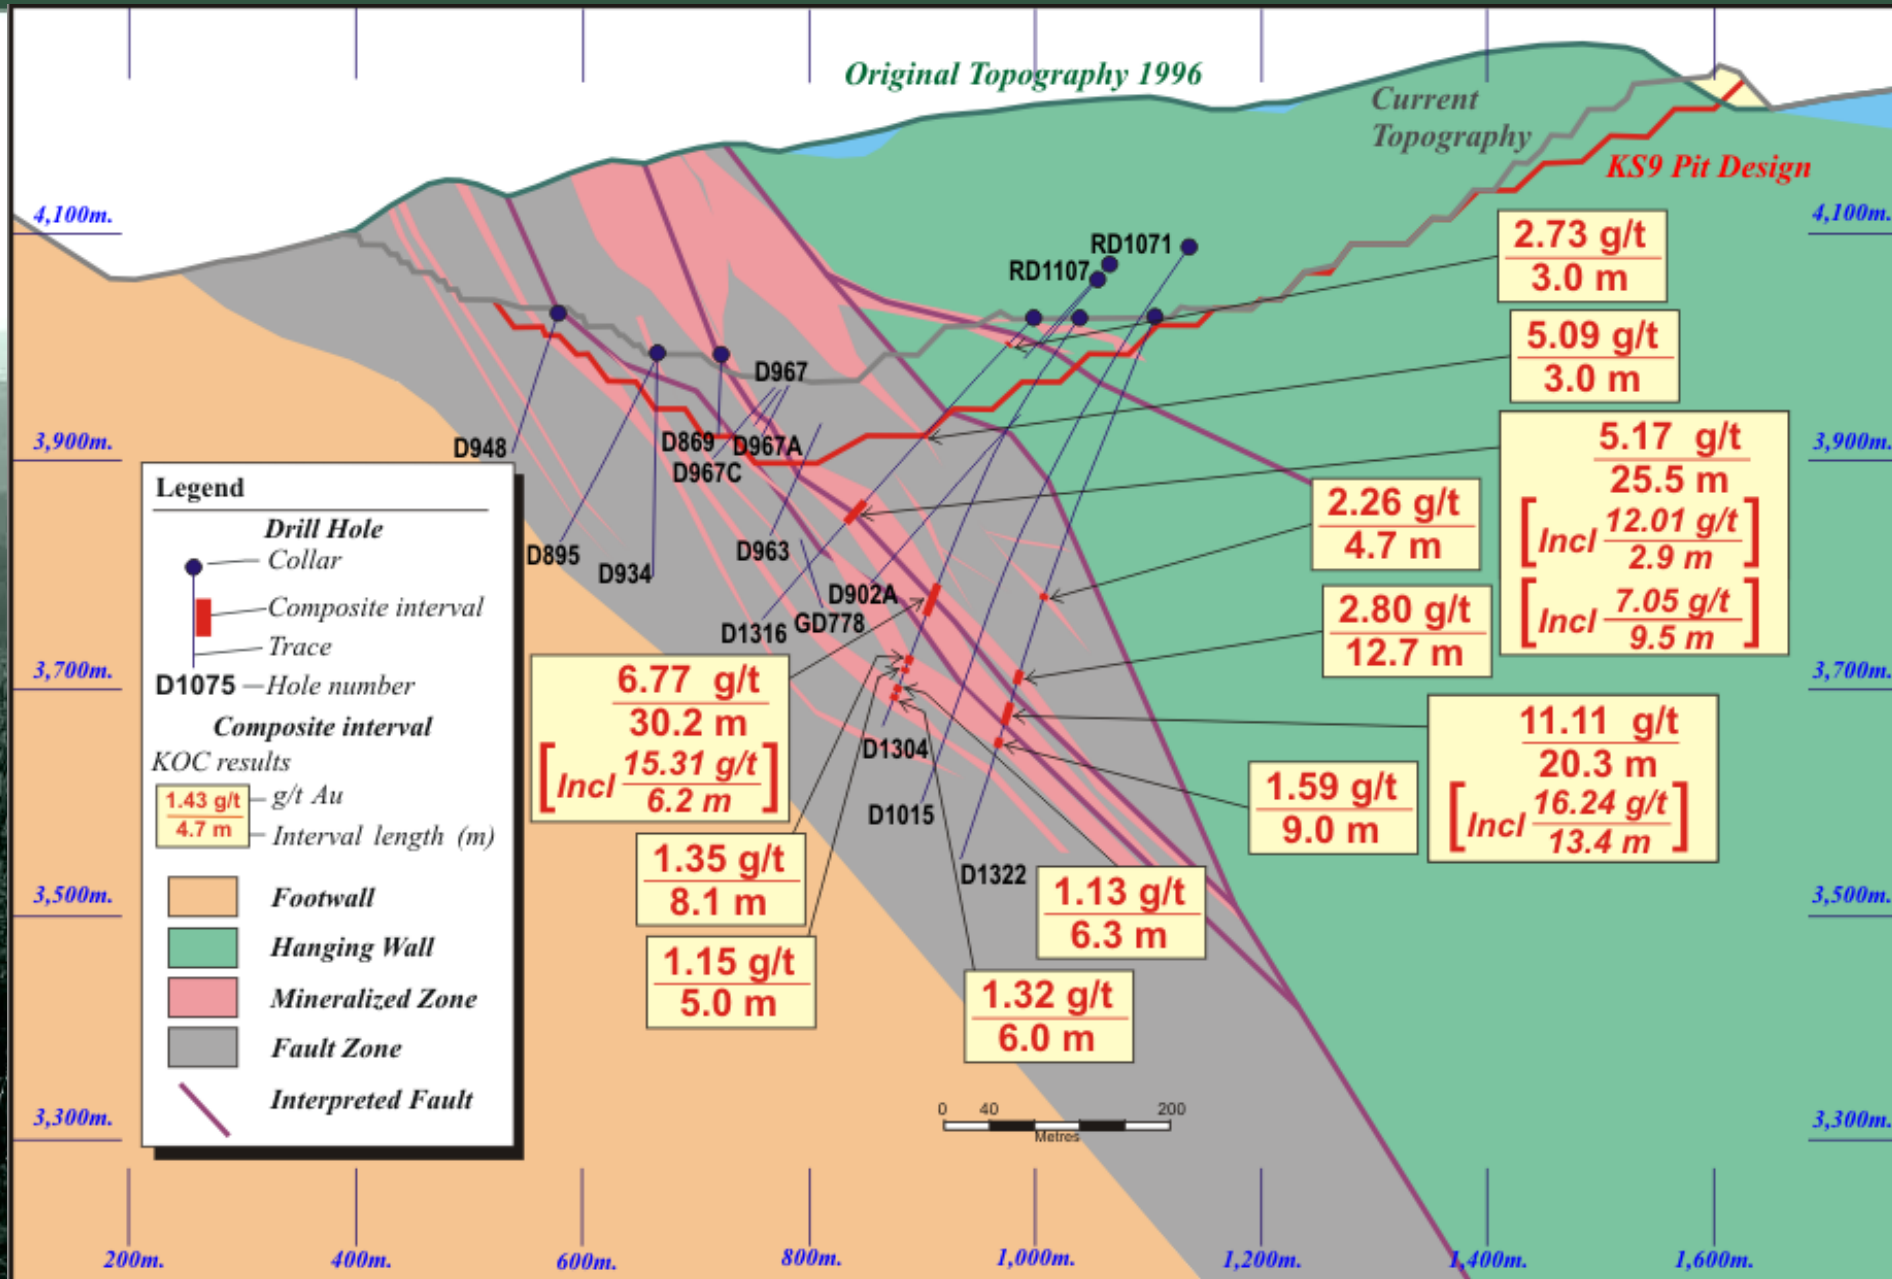 Original Topography 1996
Current
Topography
KS9 Pit Design
4,100m.
4,100m.
RD1071
RD1107
2.73 g/t
3.0 m
5.09 g/t
3.0 m
D967
3,900m.
3,900m.
D948
D869
D967A
D967C
5.17 g/t
25.5 m
[Incl 12.01 g/t
2.9 m]
[Incl 7.05 g/t
9.5 m]
2.26 g/t
4.7 m
D895
D934
D963
D902A
GD778
D1316
2.80 g/t
12.7 m
3,700m.
3,700m.
6.77 g/t
30.2 m
[Incl 15.31 g/t
6.2 m]
11.11 g/t
20.3 m
[Incl 16.24 g/t
13.4 m]
D1304
D1015
1.59 g/t
9.0 m
1.35 g/t
8.1 m
D1322
1.13 g/t
6.3 m
3,500m.
3,500m.
1.15 g/t
5.0 m
1.32 g/t
6.0 m
Legend
Drill Hole
Collar
Composite interval
Trace
D1075 Hole number
Composite interval
KOC results
1.43 g/t
4.7 m
g/t Au
Interval length (m)
Footwall
Hanging Wall
Mineralized Zone
Fault Zone
Interpreted Fault
0 40 200
Metres
3,300m.
3,300m.
200m. 400m. 600m. 800m. 1,000m. 1,200m. 1,400m. 1,600m.